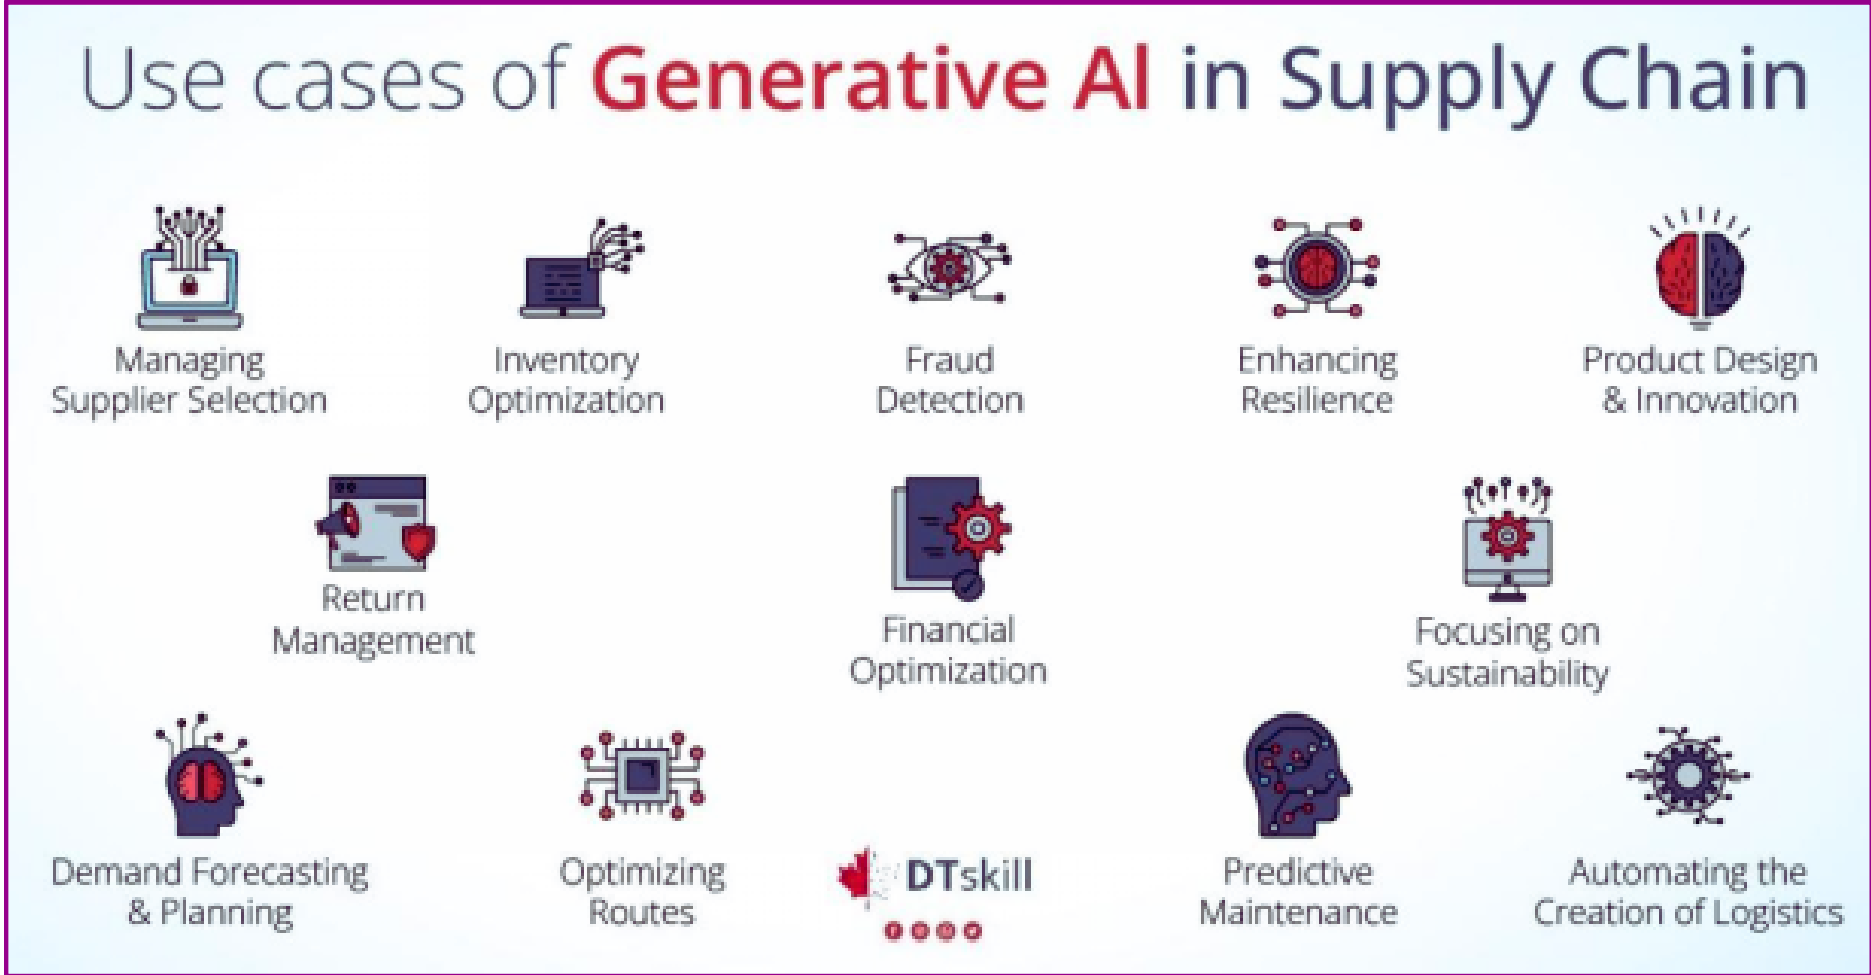 Use cases of Generative AI in Supply Chain
Managing
Supplier Selection
Inventory
Optimization
Fraud
Detection
Enhancing
Resilience
Product Design
& Innovation
Return
Management
Financial
Optimization
Focusing on
Sustainability
Demand Forecasting
& Planning
Optimizing
Routes
DTskill
Predictive
Maintenance
Automating the
Creation of Logistics